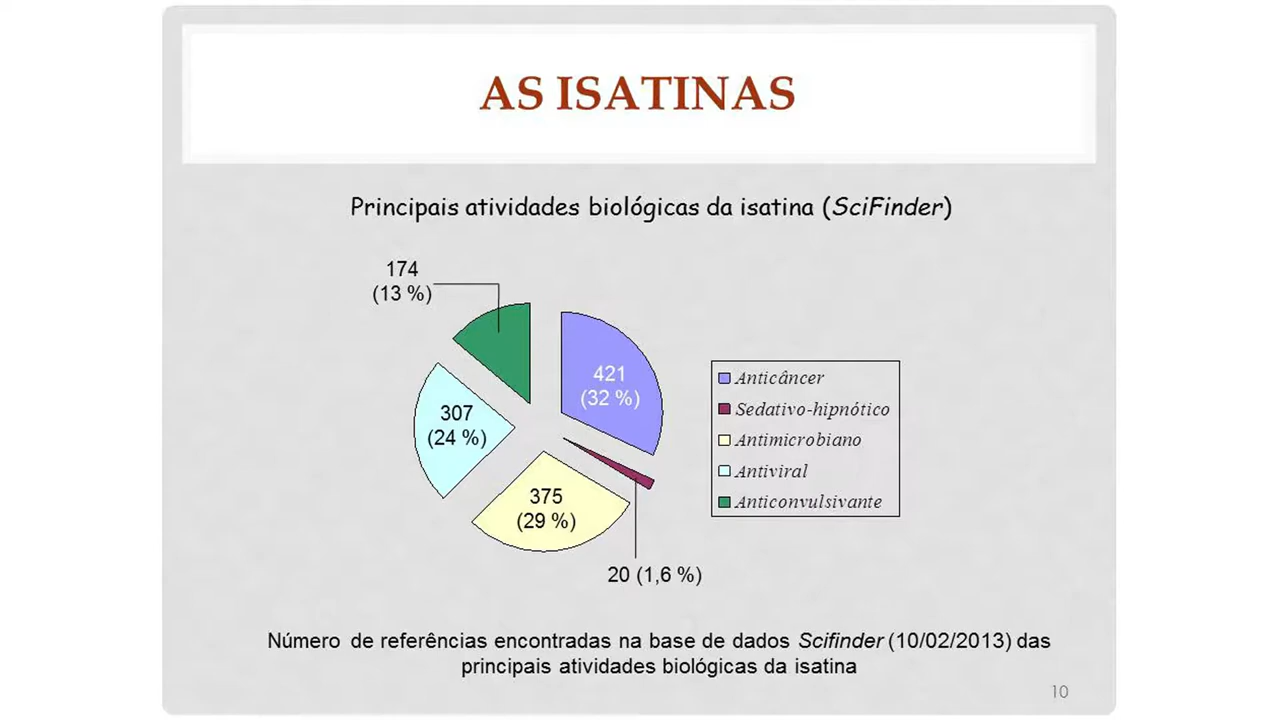 AS ISATINAS
Principais atividades biológicas da isatina (SciFinder)
174
(13 %)
421
(32 %)
307
(24 %)
375
(29 %)
20 (1,6 %)
Anticâncer
Sedativo-hipnótico
Antimicrobiano
Antiviral
Anticonvulsivante
Número de referências encontradas na base de dados Scifinder (10/02/2013) das
principais atividades biológicas da isatina
10